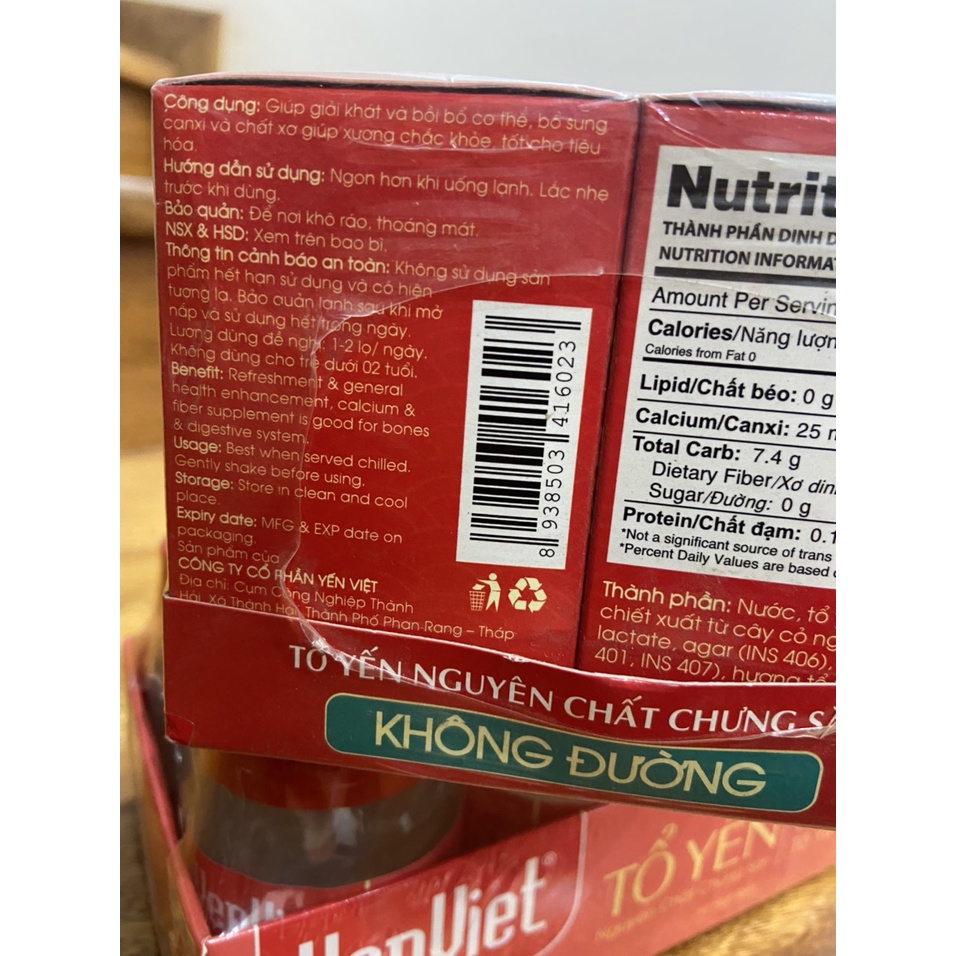 Công dụng: Giúp giải khát và bồi bổ cơ thể, bổ sung
canxi và chất xơ giúp xương chắc khỏe, tốt cho tiêu
hóa.
Hướng dẫn sử dụng: Ngon hơn khi uống lạnh. Lắc nhẹ
trước khi dùng.
Bảo quản: Để nơi khô ráo, thoáng mát.
NSX & HSD: Xem trên bao bì.
Thông tin cảnh báo an toàn: Không sử dụng sản
phẩm hết hạn sử dụng và có hiện
tượng lạ. Bảo quản lạnh sau khi mở
nắp và sử dụng hết trong ngày.
Lượng dùng đề nghị: 1-2 lọ/ ngày.
Không dùng cho trẻ dưới 02 tuổi.
Benefit: Refreshment & general
health enhancement, calcium &
fiber supplement is good for bones
& digestive system.
Usage: Best when served chilled.
Gently shake before using.
Storage: Store in clean and cool
place.
Expiry date: MFG & EXP date on
packaging.
Sản phẩm của
CÔNG TY CỔ PHẦN YẾN VIỆT
Địa chỉ: Cụm Công Nghiệp Thành
Hải, Xã Thành Hải, Thành Phố Phan Rang – Tháp
8 938503 416023
Nutrit
THÀNH PHẦN DINH D
NUTRITION INFORMAT
Amount Per Servin
Calories/Năng lượn
Calories from Fat 0
Lipid/Chất béo: 0 g
Calcium/Canxi: 25 m
Total Carb: 7.4 g
Dietary Fiber/Xơ din
Sugar/Đường: 0 g
Protein/Chất đạm: 0.1
*Not a significant source of trans
*Percent Daily Values are based o
Thành phần: Nước, tổ
chiết xuất từ cây cỏ ng
lactate, agar (INS 406),
401, INS 407), hương tổ
TỔ YẾN NGUYÊN CHẤT CHƯNG SẴ
KHÔNG ĐƯỜNG
YenViet®
TỔ YẾN